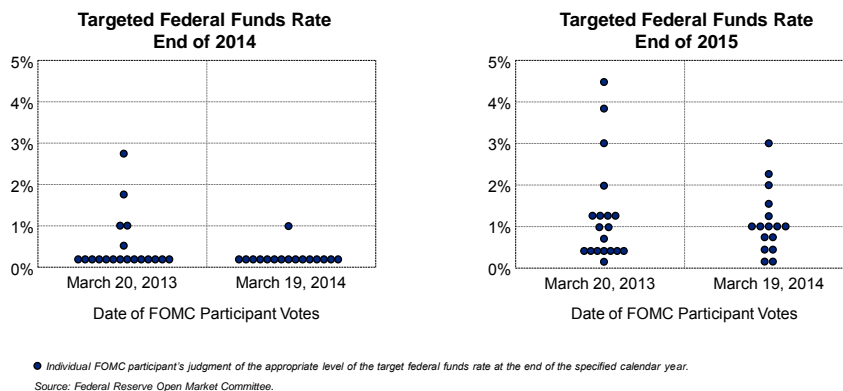 Targeted Federal Funds Rate
End of 2014
5%
4%
3%
2%
1%
0%
March 20, 2013 March 19, 2014
Date of FOMC Participant Votes
Targeted Federal Funds Rate
End of 2015
5%
4%
3%
2%
1%
0%
March 20, 2013 March 19, 2014
Date of FOMC Participant Votes
Individual FOMC participant's judgment of the appropriate level of the target federal funds rate at the end of the specified calendar year.
Source: Federal Reserve Open Market Committee.